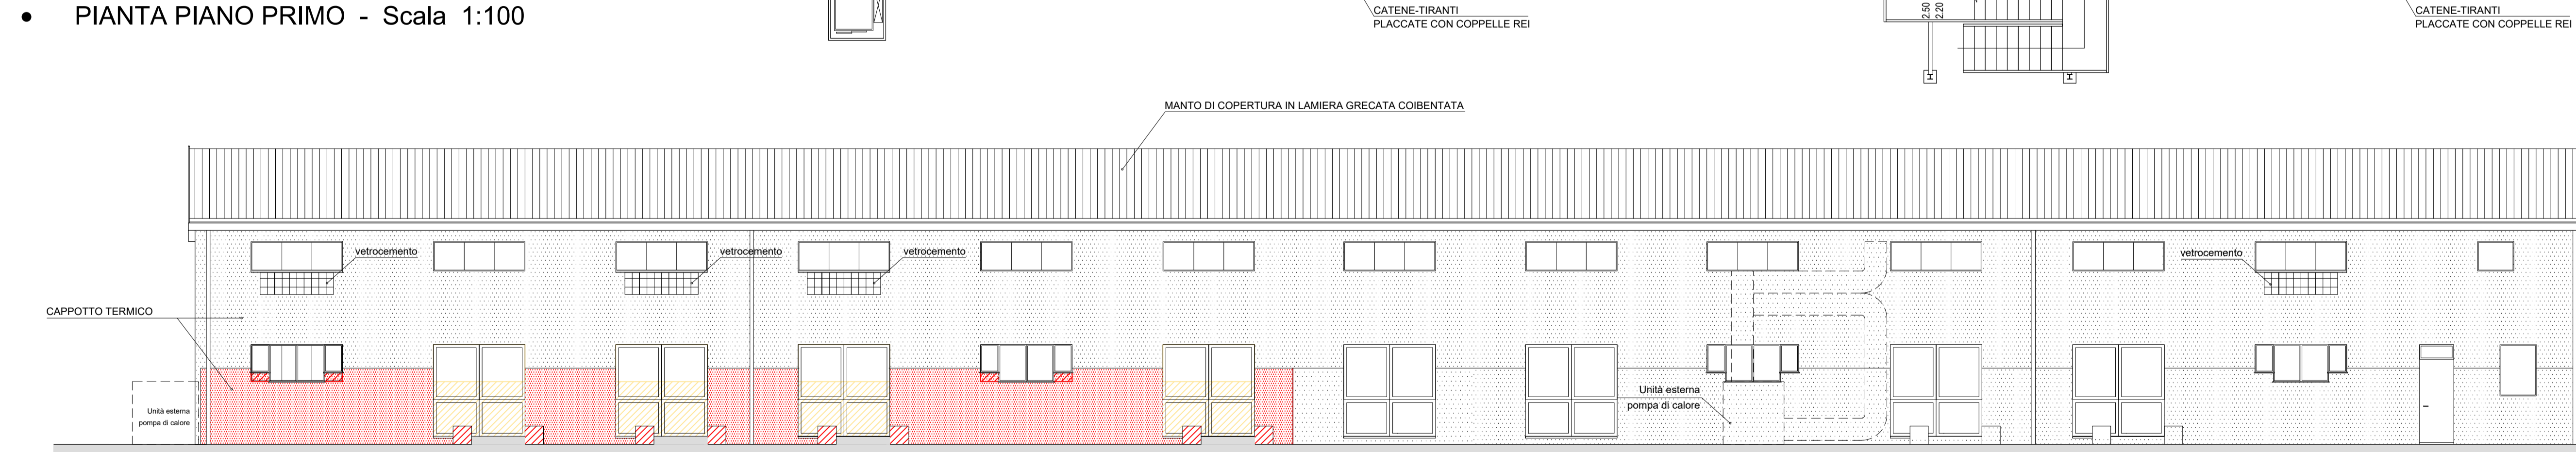 • PIANTA PIANO PRIMO - Scala 1:100
CATENE-TIRANTI
PLACCATE CON COPPELLE REI
2.50
2.20
CATENE-TIRANTI
PLACCATE CON COPPELLE REI
MANTO DI COPERTURA IN LAMIERA GRECATA COIBENTATA
vetrocemento
vetrocemento
vetrocemento
vetrocemento
CAPPOTTO TERMICO
Unità esterna
pompa di calore
Unità esterna
pompa di calore